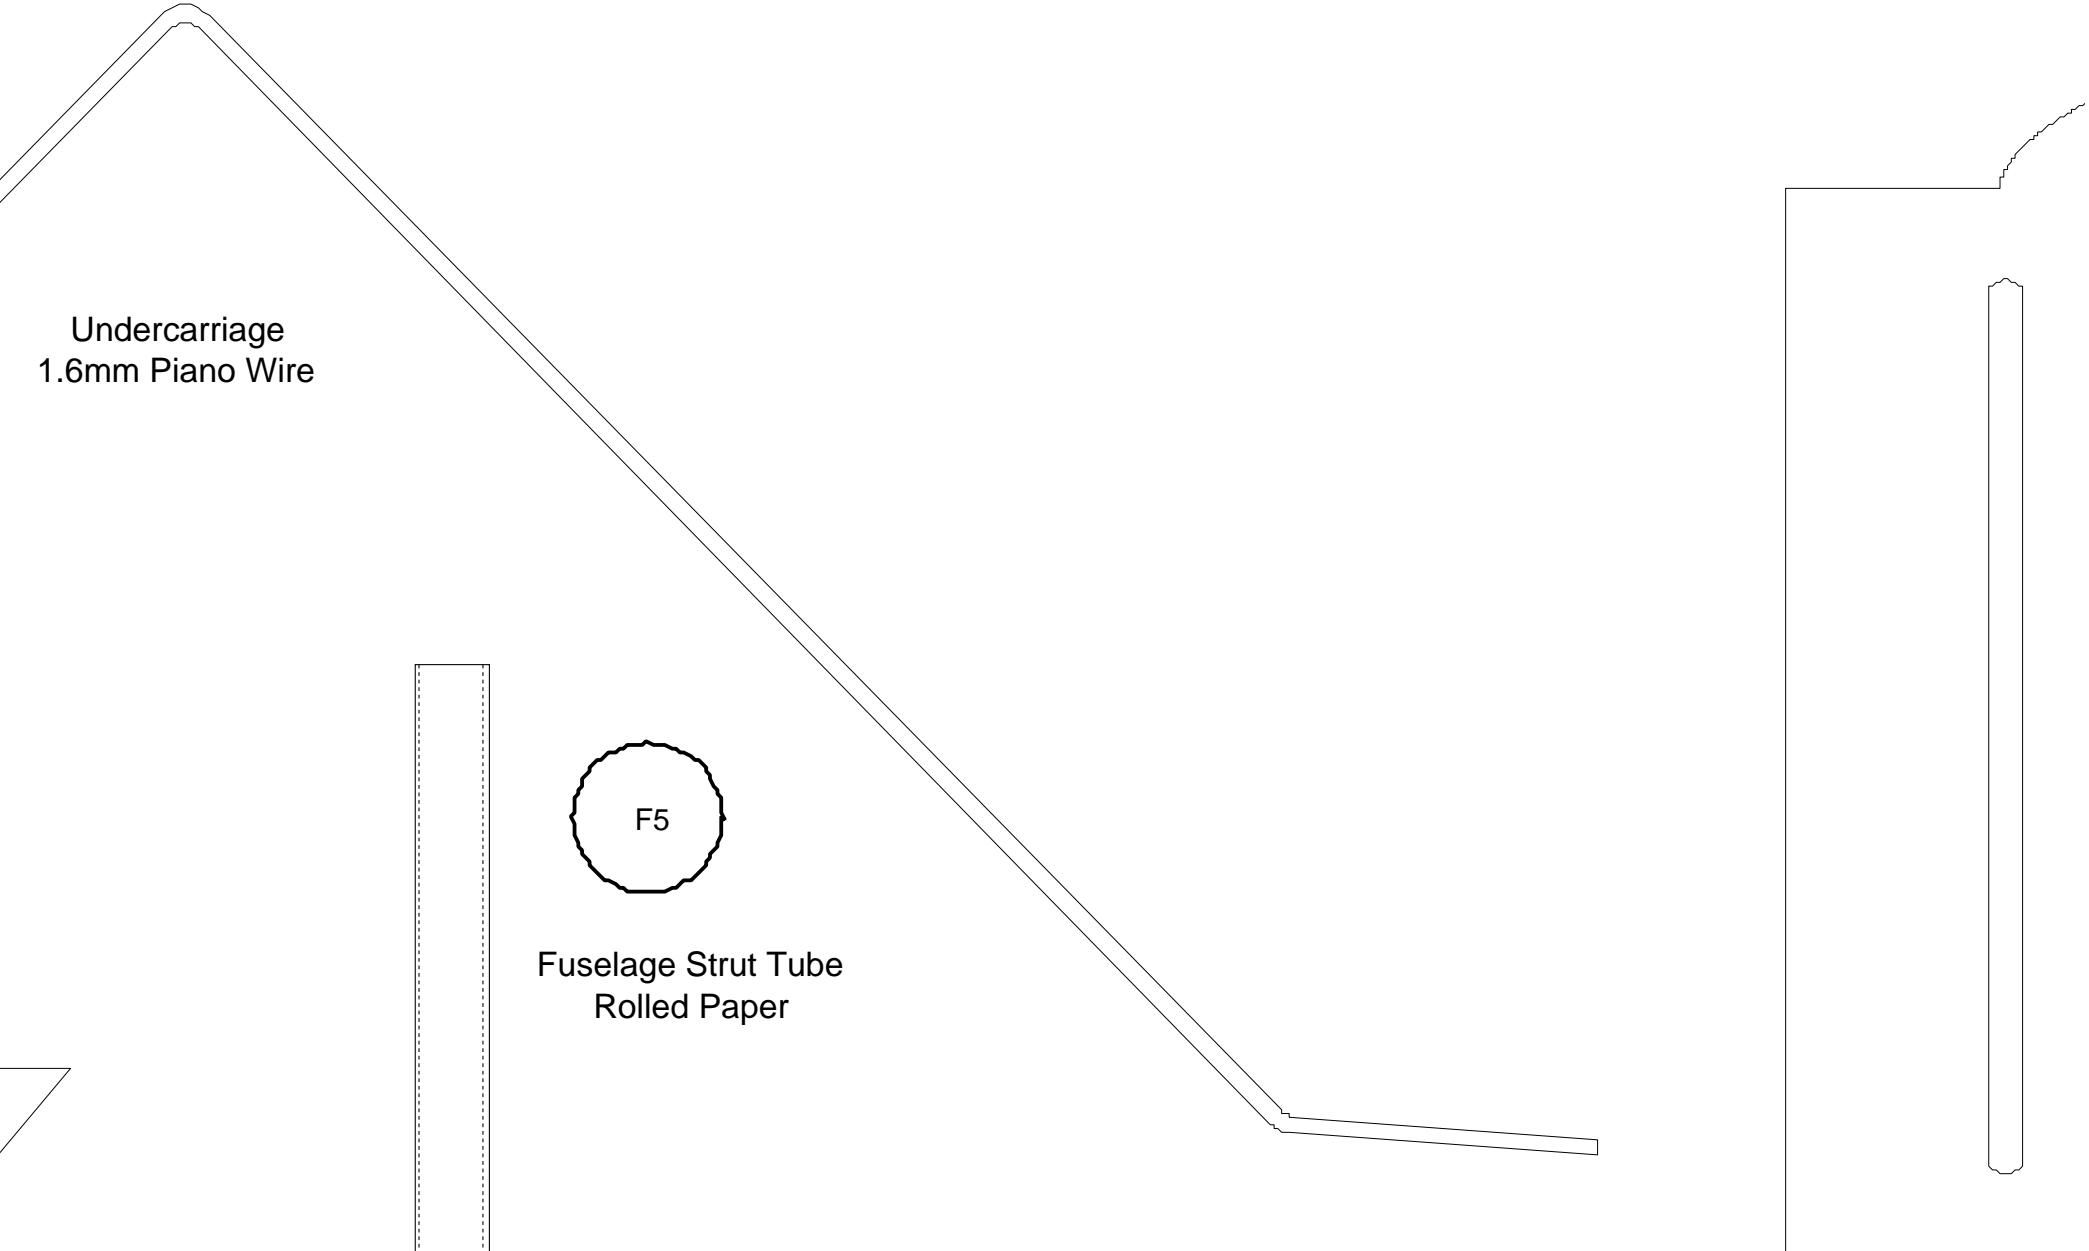 Undercarriage
1.6mm Piano Wire
F5
Fuselage Strut Tube
Rolled Paper